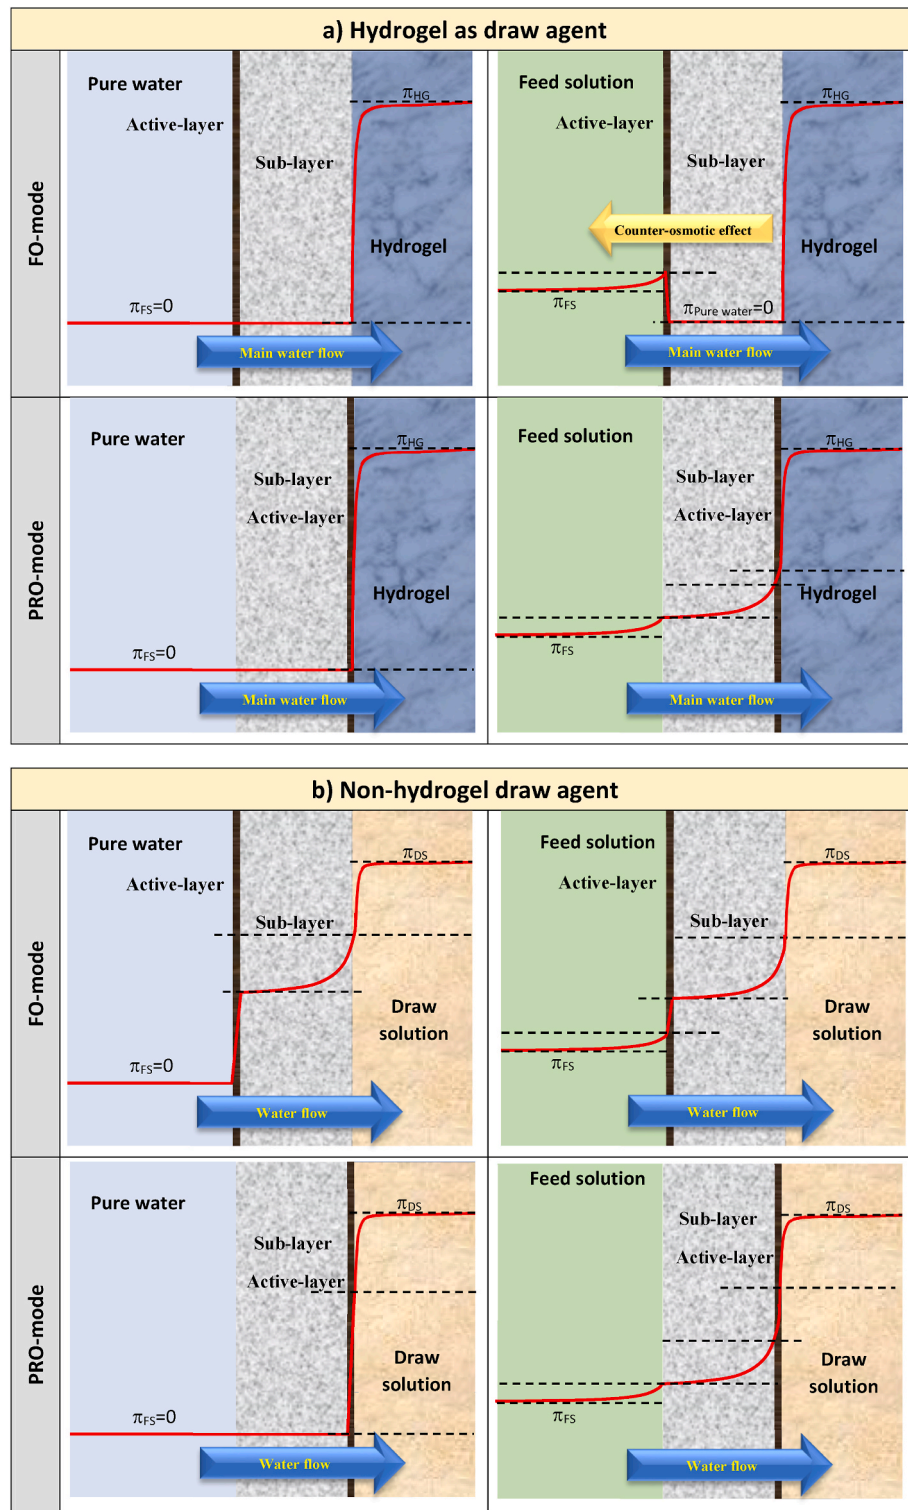 a) Hydrogel as draw agent
FO-mode
Pure water
Active-layer
Sub-layer
πHG
Hydrogel
πFS=0
Main water flow
Feed solution
Active-layer
Sub-layer
πHG
Counter-osmotic effect
Hydrogel
πFS
πPure water=0
Main water flow
PRO-mode
Pure water
Sub-layer
Active-layer
πHG
Hydrogel
πFS=0
Main water flow
Feed solution
Sub-layer
Active-layer
πHG
Hydrogel
πFS
Main water flow
b) Non-hydrogel draw agent
FO-mode
Pure water
Active-layer
Sub-layer
πDS
Draw
solution
πFS=0
Water flow
Feed solution
Active-layer
Sub-layer
πDS
Draw
solution
πFS
Water flow
PRO-mode
Pure water
Sub-layer
Active-layer
πDS
Draw
solution
πFS=0
Water flow
Feed solution
Sub-layer
Active-layer
πDS
Draw
solution
πFS
Water flow